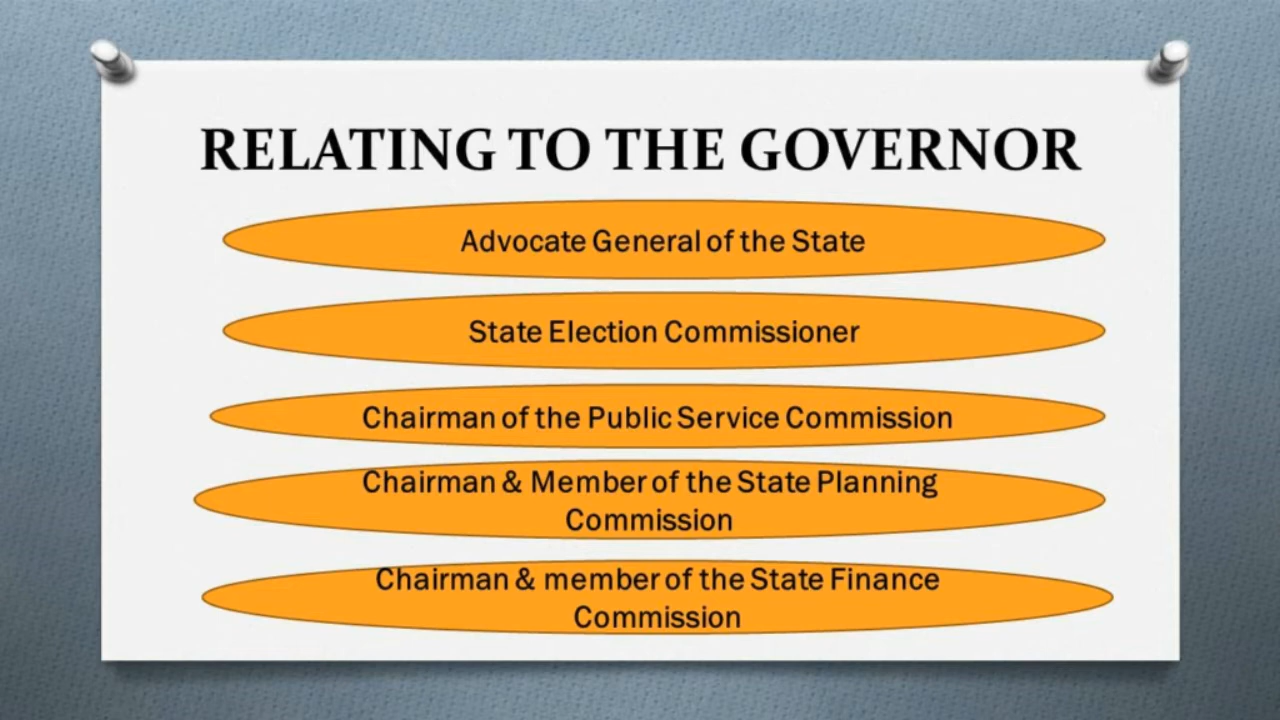 RELATING TO THE GOVERNOR
Advocate General of the State
State Election Commissioner
Chairman of the Public Service Commission
Chairman & Member of the State Planning
Commission
Chairman & member of the State Finance
Commission